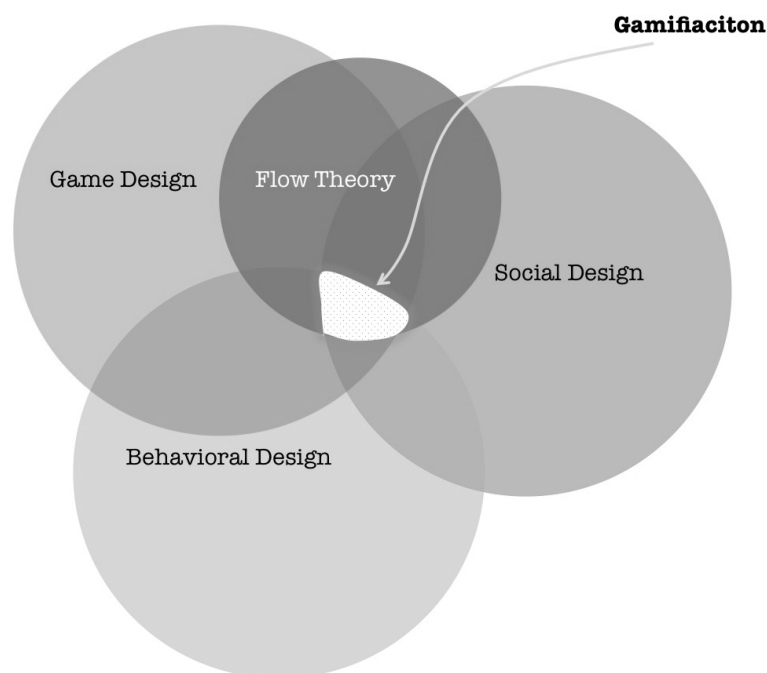 Gamifiaciton
Game Design
Flow Theory
Social Design
Behavioral Design